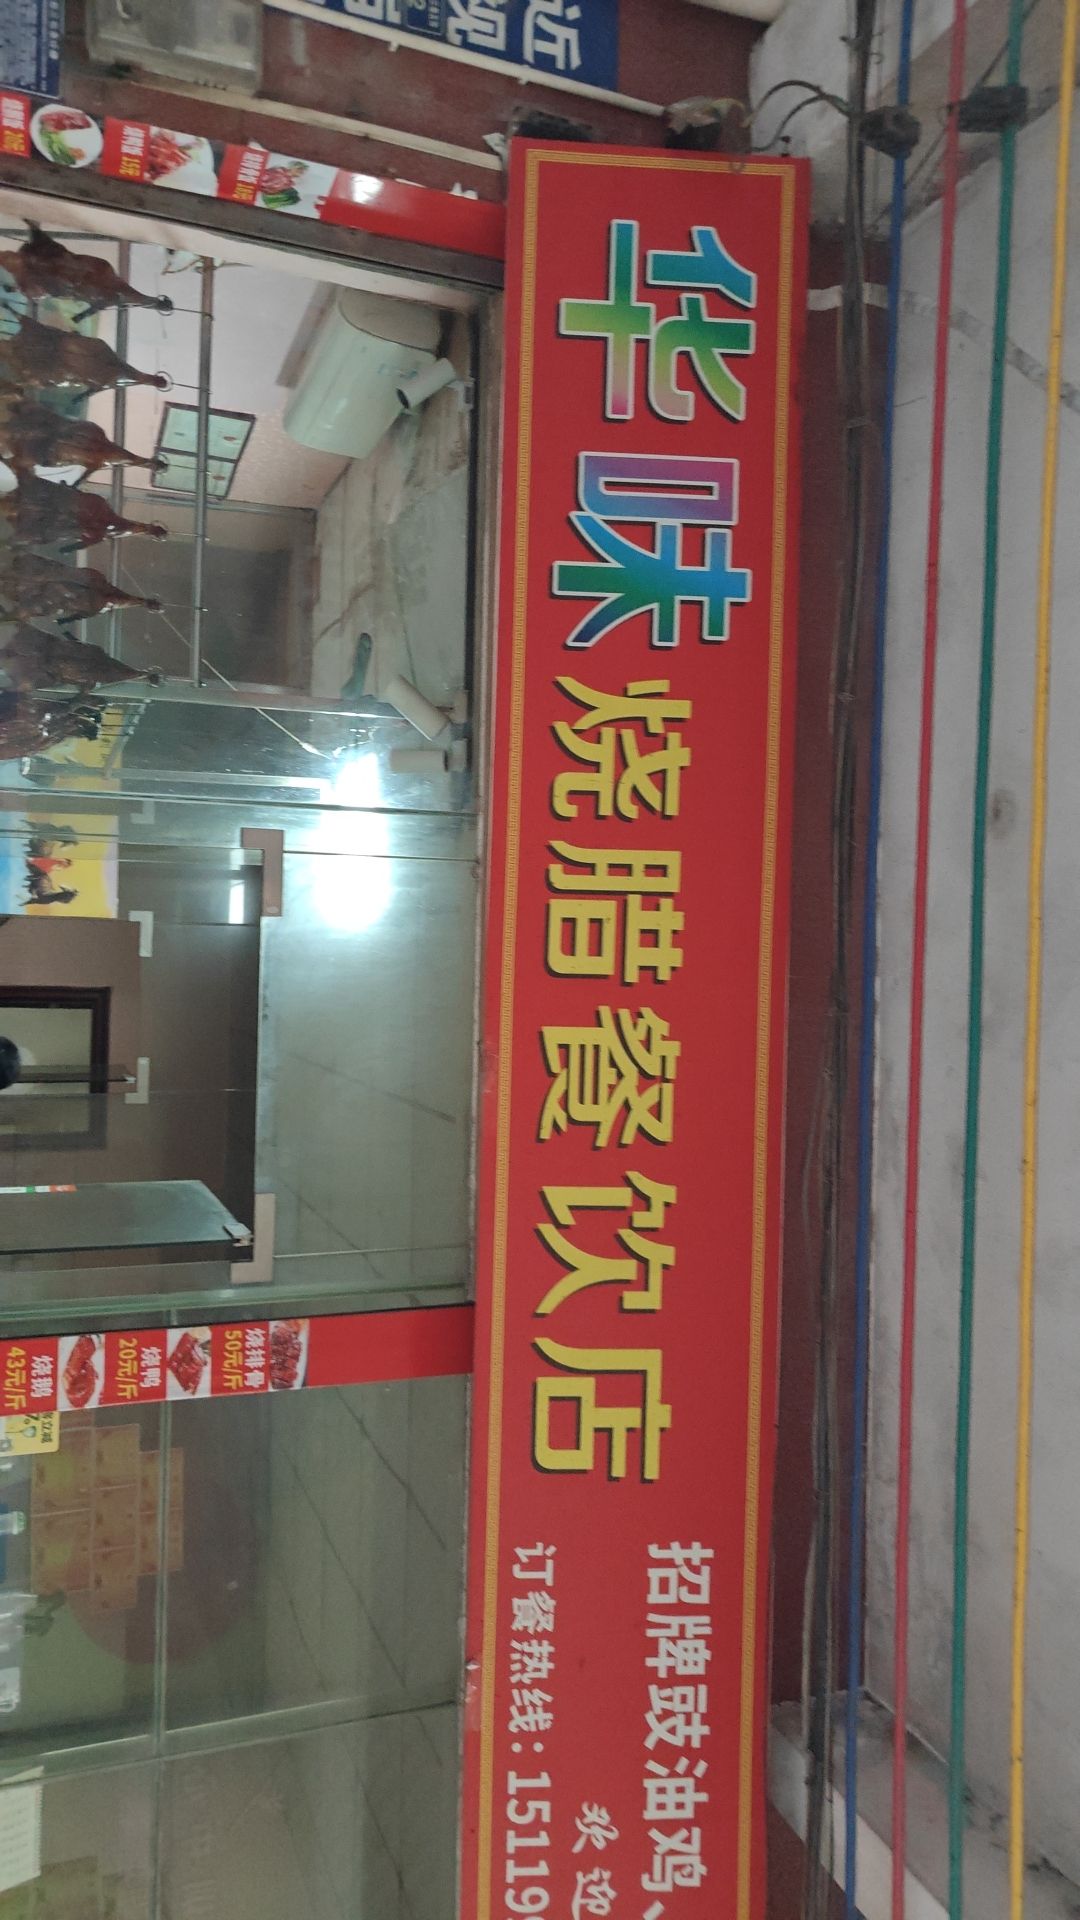 华味烧腊餐饮店
招牌豉油鸡、
欢迎
订餐热线：15119
烧排骨
50元/斤
烧鸭
20元/斤
烧鹅
43元/斤
近
视